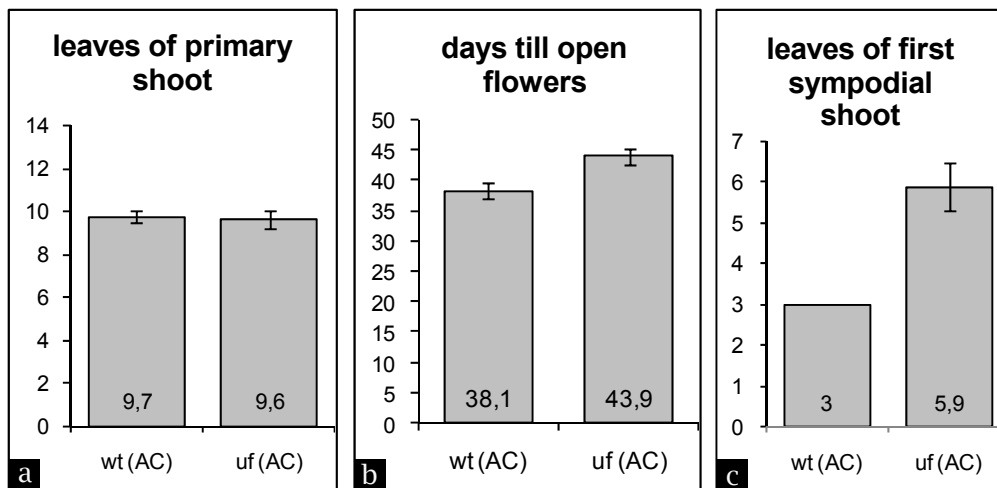 leaves of primary
shoot
14
12
10
8
6
4
2
0
9,7
9,6
wt (AC)
uf (AC)
a
days till open
flowers
50
45
40
35
30
25
20
15
10
5
0
38,1
43,9
wt (AC)
uf (AC)
b
leaves of first
sympodial
shoot
7
6
5
4
3
2
1
0
3
5,9
wt (AC)
uf (AC)
c